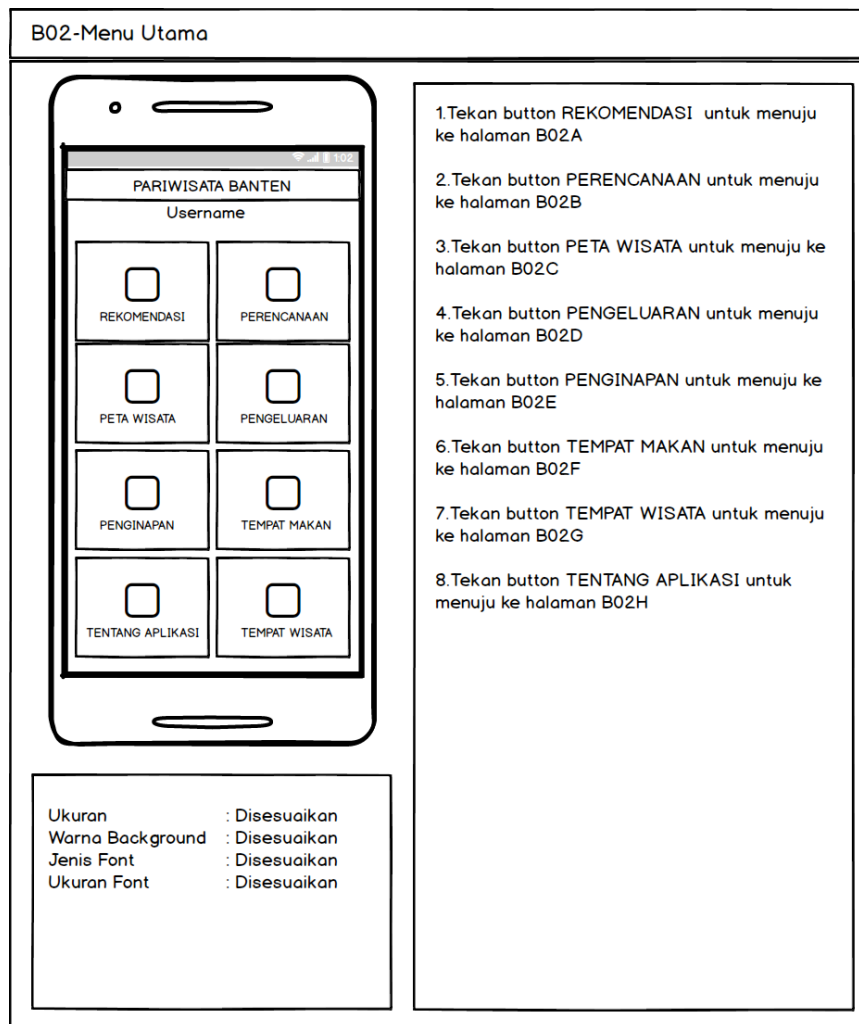 B02-Menu Utama
1:02
PARIWISATA BANTEN
Username
REKOMENDASI
PERENCANAAN
PETA WISATA
PENGELUARAN
PENGINAPAN
TEMPAT MAKAN
TENTANG APLIKASI
TEMPAT WISATA
1.Tekan button REKOMENDASI untuk menuju
ke halaman B02A
2.Tekan button PERENCANAAN untuk menuju
ke halaman B02B
3.Tekan button PETA WISATA untuk menuju ke
halaman B02C
4.Tekan button PENGELUARAN untuk menuju
ke halaman B02D
5.Tekan button PENGINAPAN untuk menuju ke
halaman B02E
6.Tekan button TEMPAT MAKAN untuk menuju
ke halaman B02F
7.Tekan button TEMPAT WISATA untuk menuju
ke halaman B02G
8.Tekan button TENTANG APLIKASI untuk
menuju ke halaman B02H
Ukuran : Disesuaikan
Warna Background : Disesuaikan
Jenis Font : Disesuaikan
Ukuran Font : Disesuaikan